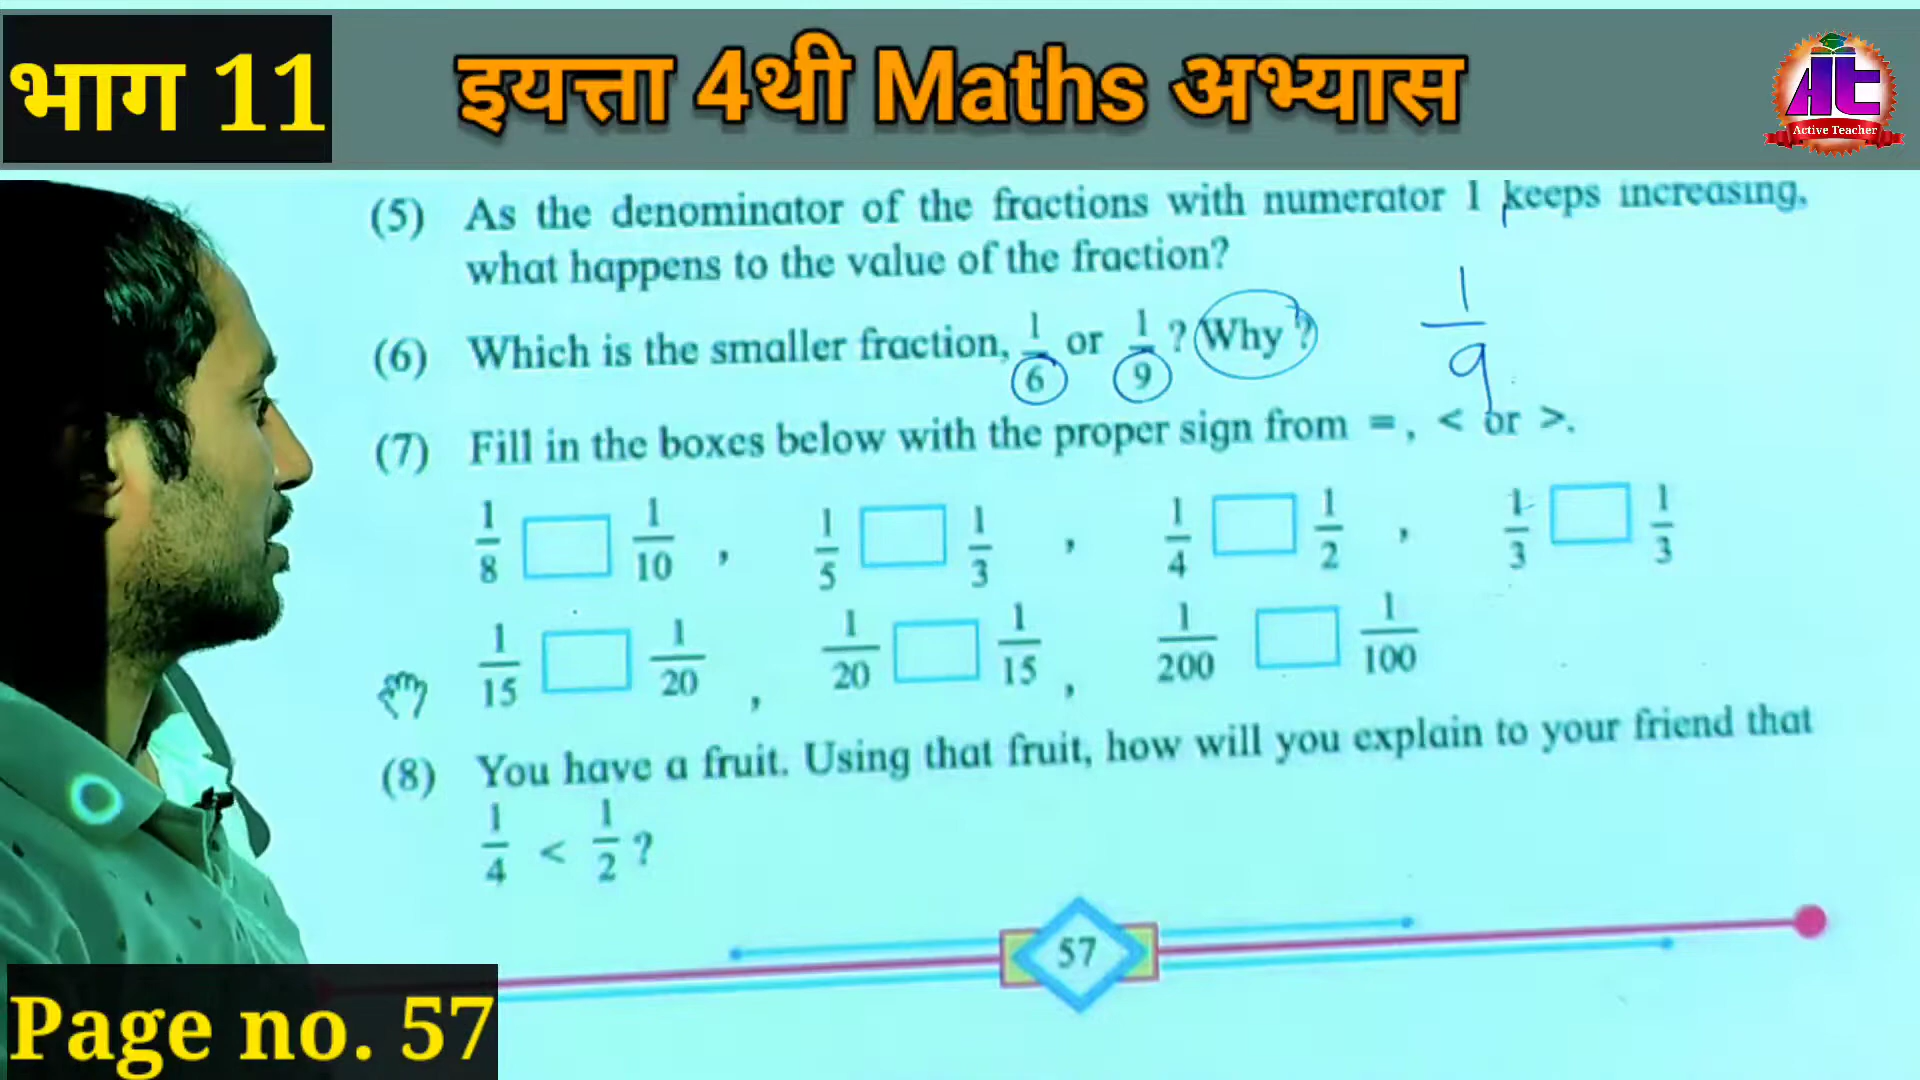 भाग 11
इयत्ता 4थी Maths अभ्यास
At
Active Teacher
(5) As the denominator of the fractions with numerator 1 keeps increasing,
what happens to the value of the fraction?
(6) Which is the smaller fraction, 1/6 or 1/9 ? Why ?
1/9
(7) Fill in the boxes below with the proper sign from = , < or >.
1/8 □ 1/10 , 1/5 □ 1/3 , 1/4 □ 1/2 , 1/3 □ 1/3
1/15 □ 1/20 , 1/20 □ 1/15 , 1/200 □ 1/100
(8) You have a fruit. Using that fruit, how will you explain to your friend that
1/4 < 1/2 ?
57
Page no. 57